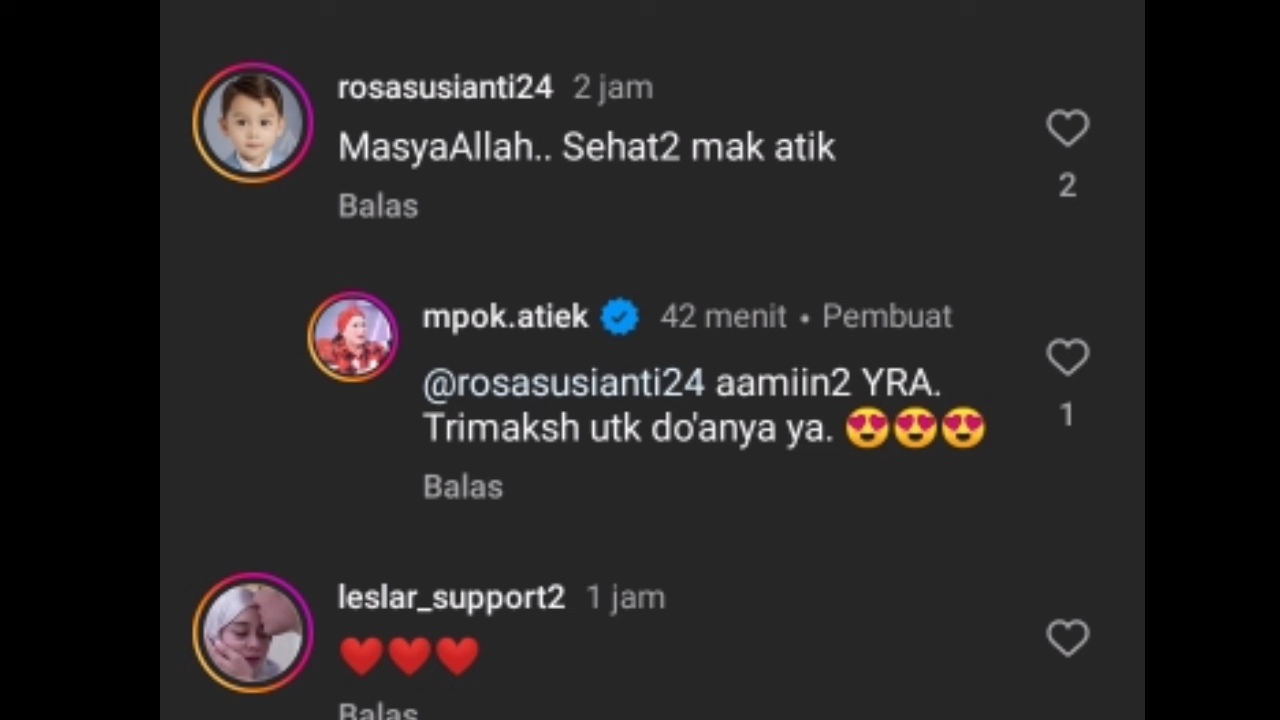 rosasusianti24 2 jam
MasyaAllah.. Sehat2 mak atik
2
Balas
mpok.atiek 42 menit • Pembuat
@rosasusianti24 aamiin2 YRA.
Trimaksh utk do'anya ya. 😍😍😍
1
Balas
leslar_support2 1 jam
❤️❤️❤️
Balas